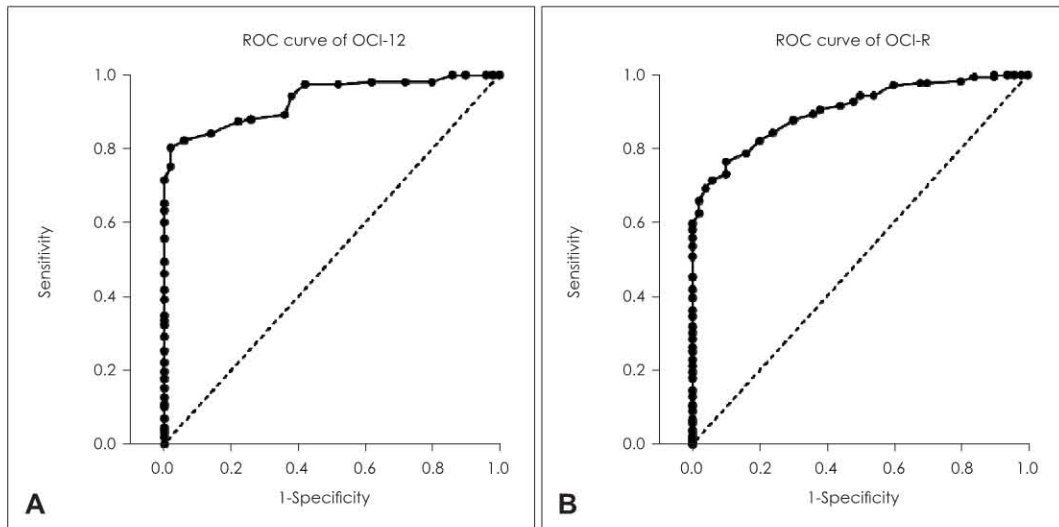 ROC curve of OCI-12
1.0
0.8
0.6
0.4
0.2
0.0
Sensitivity
0.0 0.2 0.4 0.6 0.8 1.0
1-Specificity
A
ROC curve of OCI-R
1.0
0.8
0.6
0.4
0.2
0.0
Sensitivity
0.0 0.2 0.4 0.6 0.8 1.0
1-Specificity
B